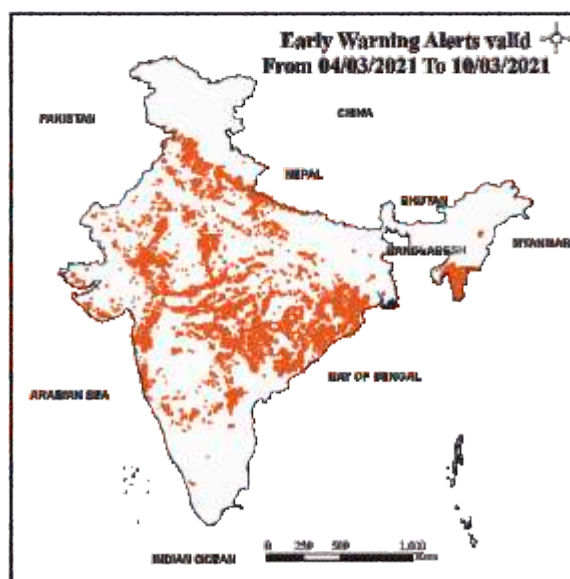 Early Warning Alerts valid
From 04/03/2021 To 10/03/2021
PAKISTAN
CHINA
NEPAL
BHUTAN
BANGLADESH
MYANMAR
ARABIAN SEA
BAY OF BENGAL
INDIAN OCEAN
0 250 500 1,000
Kms